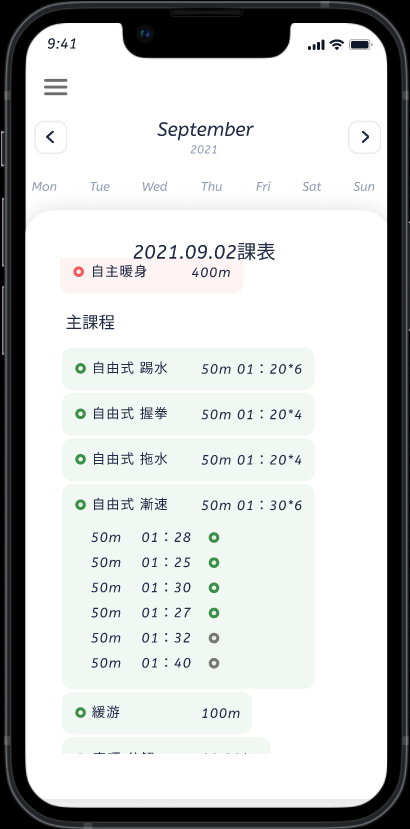 9:41
September
2021
Mon Tue Wed Thu Fri Sat Sun
2021.09.02課表
自主暖身 400m
主課程
自由式 踢水 50m 01：20*6
自由式 握拳 50m 01：20*4
自由式 拖水 50m 01：20*4
自由式 漸速 50m 01：30*6
50m 01：28
50m 01：25
50m 01：30
50m 01：27
50m 01：32
50m 01：40
緩游 100m